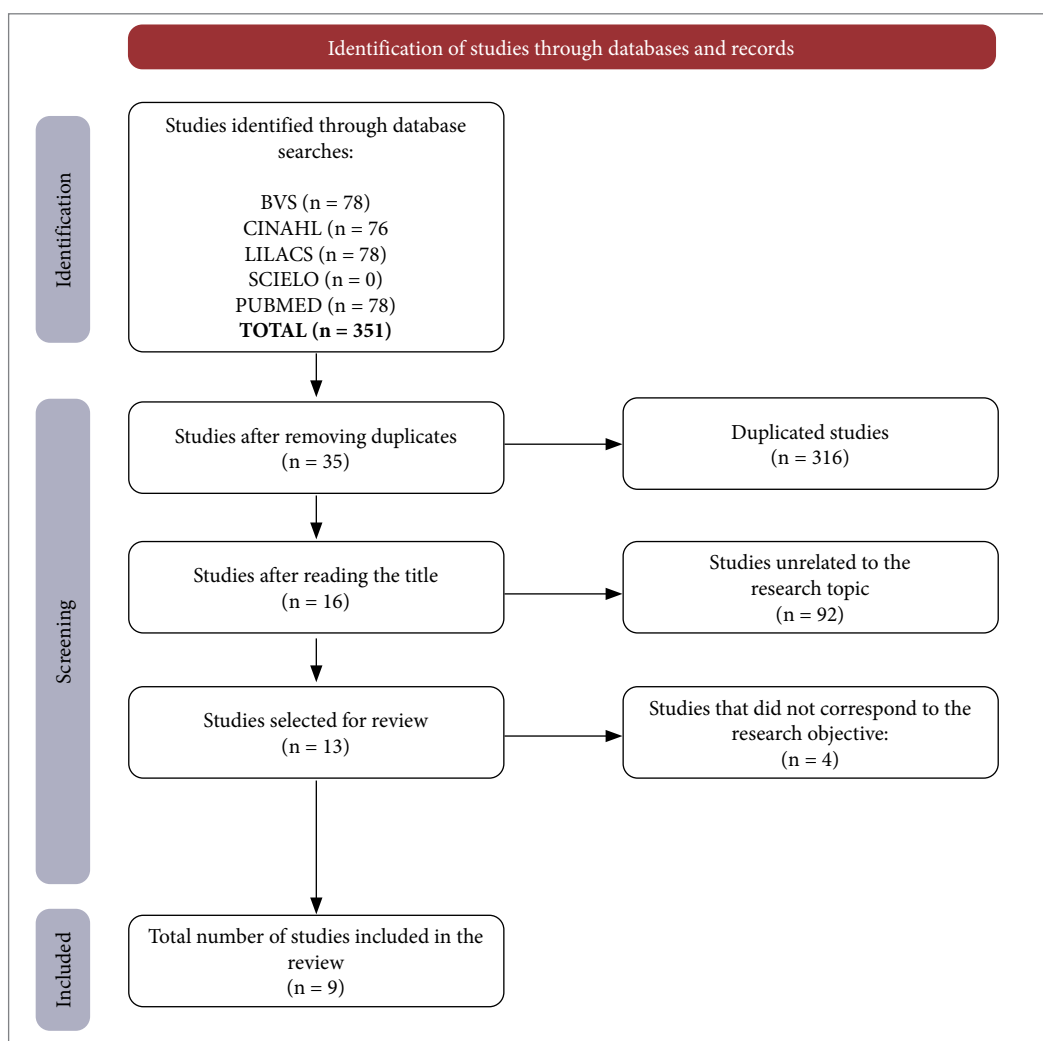 Identification of studies through databases and records
Identification
Studies identified through database
searches:
BVS (n = 78)
CINAHL (n = 76
LILACS (n = 78)
SCIELO (n = 0)
PUBMED (n = 78)
TOTAL (n = 351)
Screening
Studies after removing duplicates
(n = 35)
Duplicated studies
(n = 316)
Studies after reading the title
(n = 16)
Studies unrelated to the
research topic
(n = 92)
Studies selected for review
(n = 13)
Studies that did not correspond to the
research objective:
(n = 4)
Included
Total number of studies included in the
review
(n = 9)